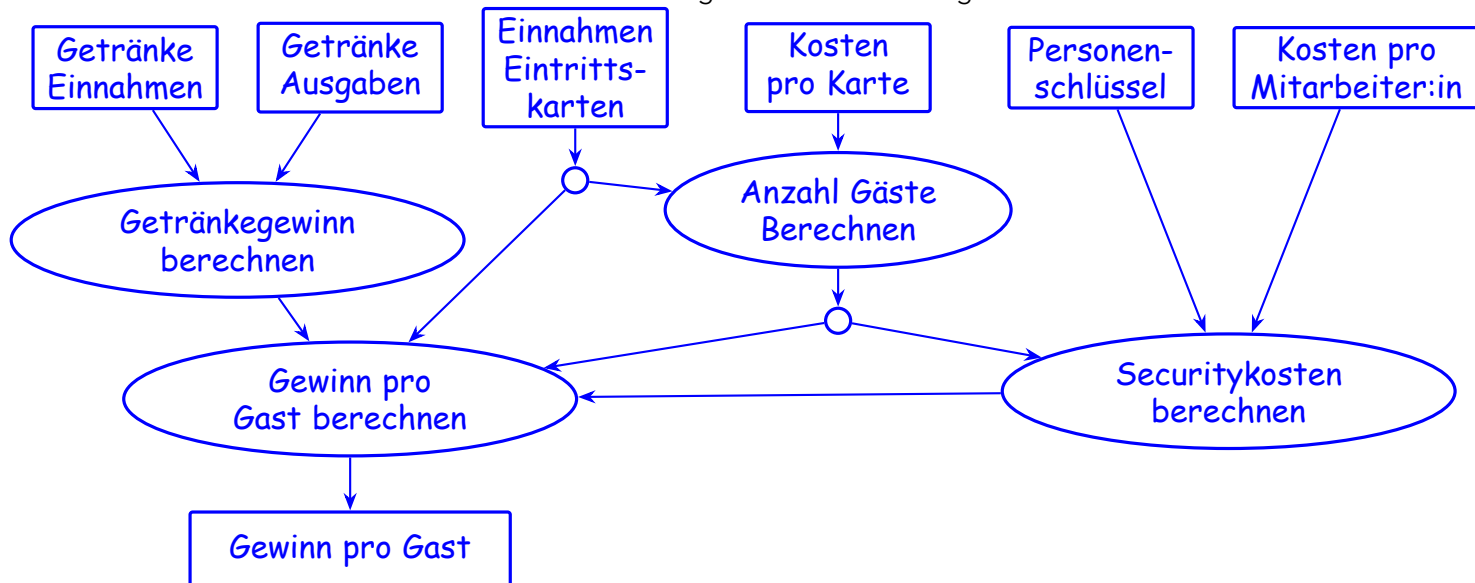 Getränke
Einnahmen
Getränke
Ausgaben
Einnahmen
Eintritts-
karten
Kosten
pro Karte
Personen-
schlüssel
Kosten pro
Mitarbeiter:in
Getränkegewinn
berechnen
Anzahl Gäste
Berechnen
Gewinn pro
Gast berechnen
Securitykosten
berechnen
Gewinn pro Gast